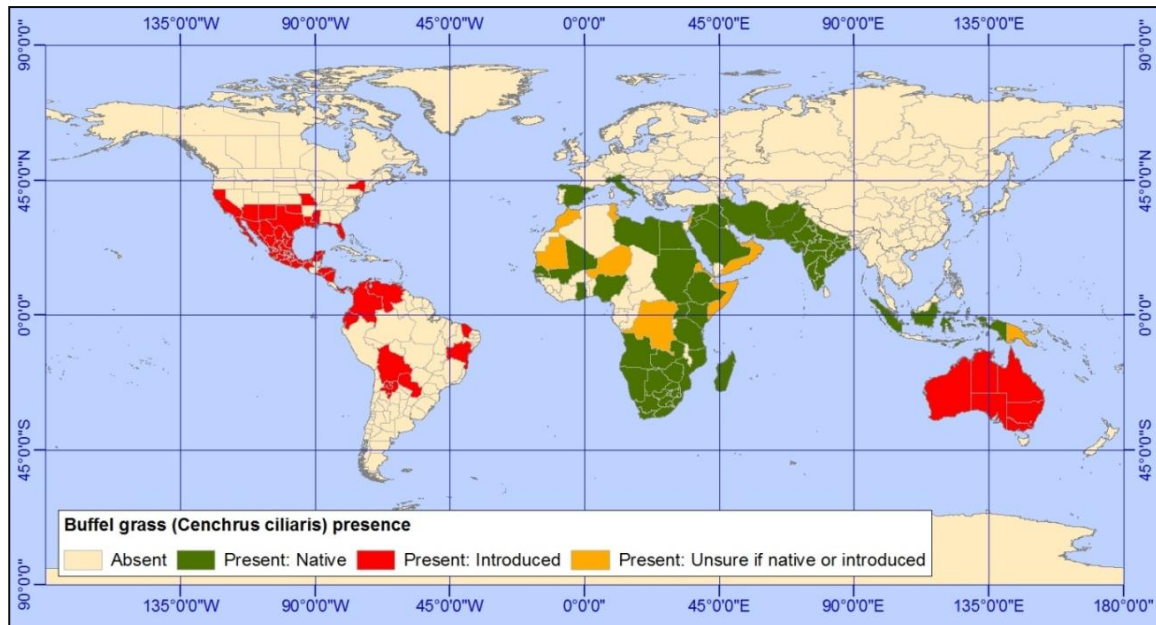 135°0'0"W 90°0'0"W 45°0'0"W 0°0'0" 45°0'0"E 90°0'0"E 135°0'0"E
90°0'0" 90°0'0"
45°0'0"N 45°0'0"N
0°0'0" 0°0'0"
45°0'0"S 45°0'0"S
Buffel grass (Cenchrus ciliaris) presence
Absent Present: Native Present: Introduced Present: Unsure if native or introduced
90°0'0" 90°0'0"
135°0'0"W 90°0'0"W 45°0'0"W 0°0'0" 45°0'0"E 90°0'0"E 135°0'0"E 180°0'0"